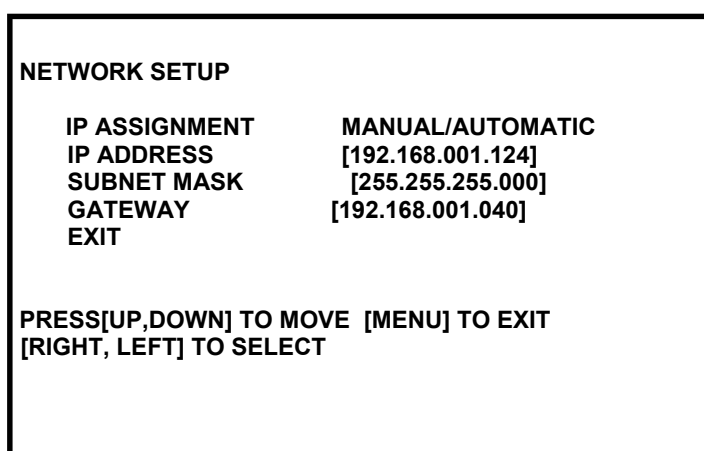 NETWORK SETUP
IP ASSIGNMENT MANUAL/AUTOMATIC
IP ADDRESS [192.168.001.124]
SUBNET MASK [255.255.255.000]
GATEWAY [192.168.001.040]
EXIT
PRESS[UP,DOWN] TO MOVE [MENU] TO EXIT
[RIGHT, LEFT] TO SELECT